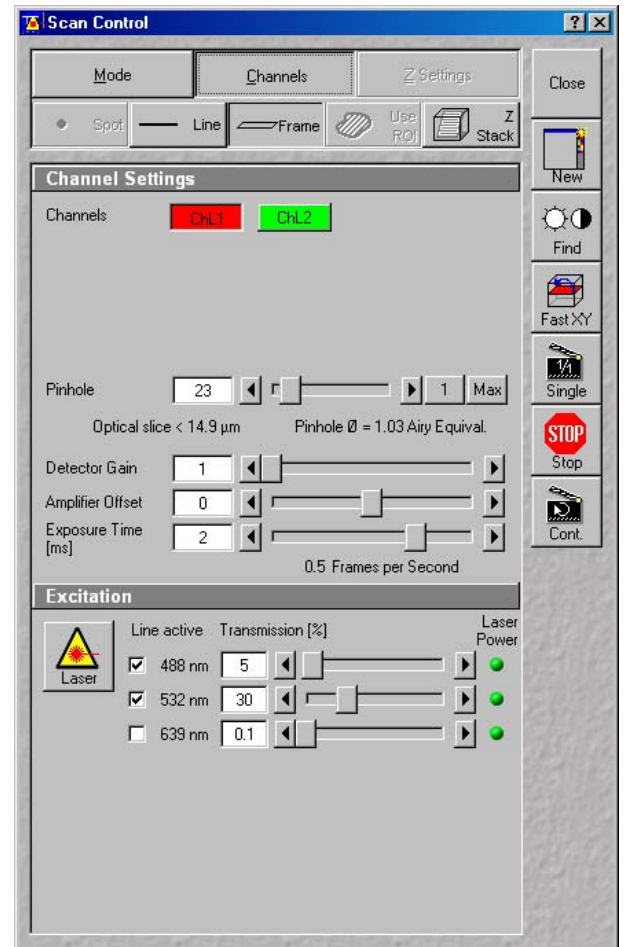 Scan Control
Mode Channels Z Settings
Close
Spot Line Frame Use ROI Z Stack
New
Channel Settings
Channels ChL1 ChL2
Find
Fast XY
Pinhole 23 1 Max
1/1
Single
Optical slice < 14.9 µm Pinhole Ø = 1.03 Airy Equival.
STOP
Stop
Detector Gain 1
Amplifier Offset 0
Exposure Time [ms] 2
Cont.
0.5 Frames per Second
Excitation
Line active Transmission [%] Laser Power
Laser
488 nm 5
532 nm 30
639 nm 0.1